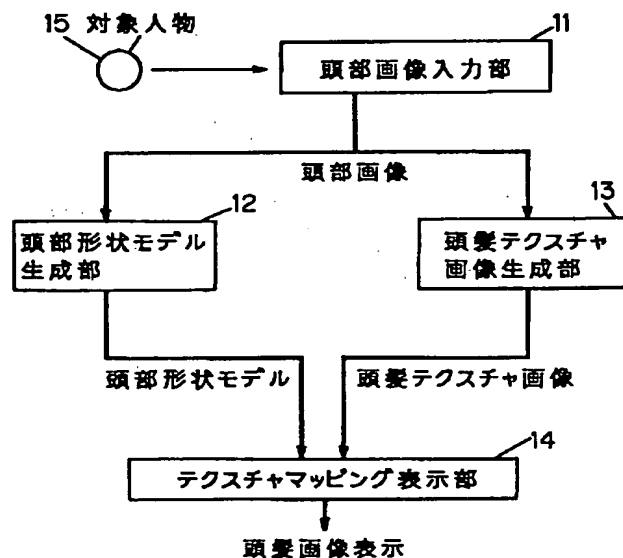 15 対象人物
11
頭部画像入力部
頭部画像
12
13
頭部形状モデル
生成部
頭髪テクスチャ
画像生成部
頭部形状モデル
頭髪テクスチャ画像
14
テクスチャマッピング表示部
頭髪画像表示